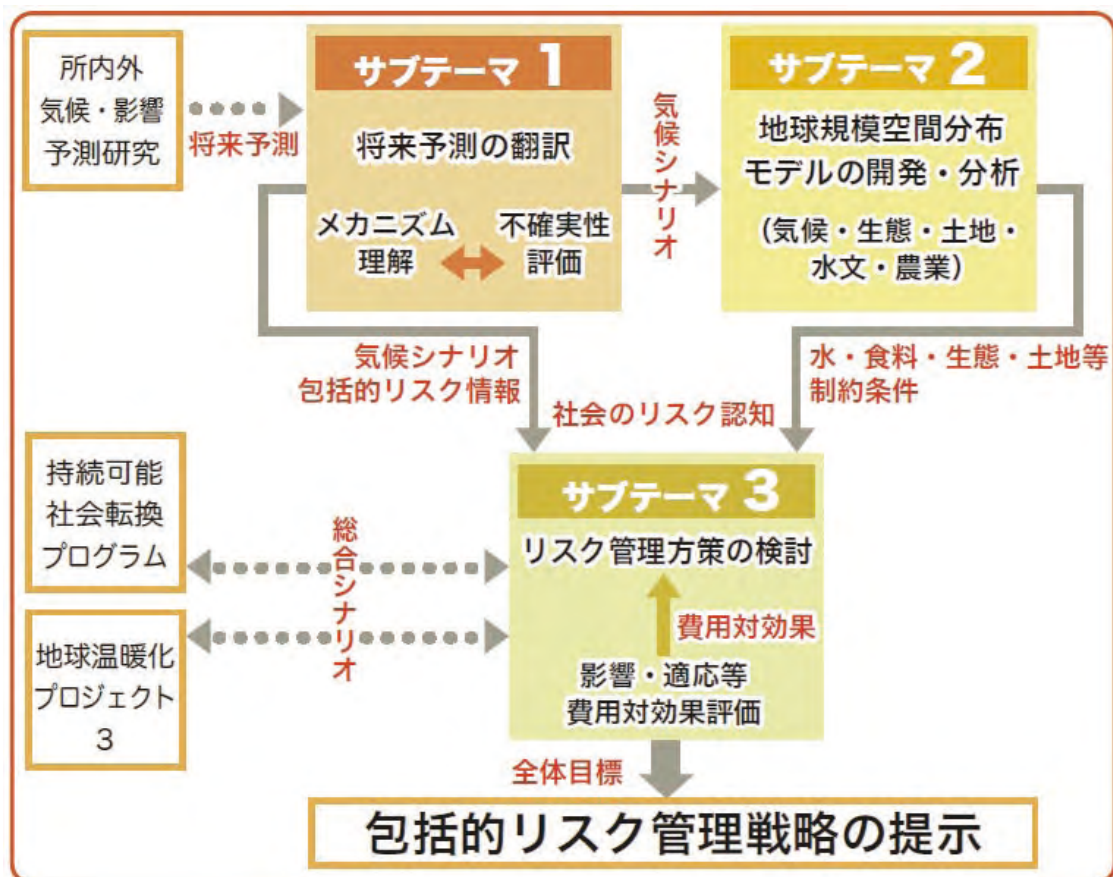 所内外
気候・影響
予測研究
将来予測
サブテーマ 1
将来予測の翻訳
メカニズム
理解
不確実性
評価
気候シナリオ
サブテーマ 2
地球規模空間分布
モデルの開発・分析
（気候・生態・土地・
水文・農業）
気候シナリオ
包括的リスク情報
社会のリスク認知
水・食料・生態・土地等
制約条件
持続可能
社会転換
プログラム
地球温暖化
プロジェクト
3
総合シナリオ
サブテーマ 3
リスク管理方策の検討
費用対効果
影響・適応等
費用対効果評価
全体目標
包括的リスク管理戦略の提示